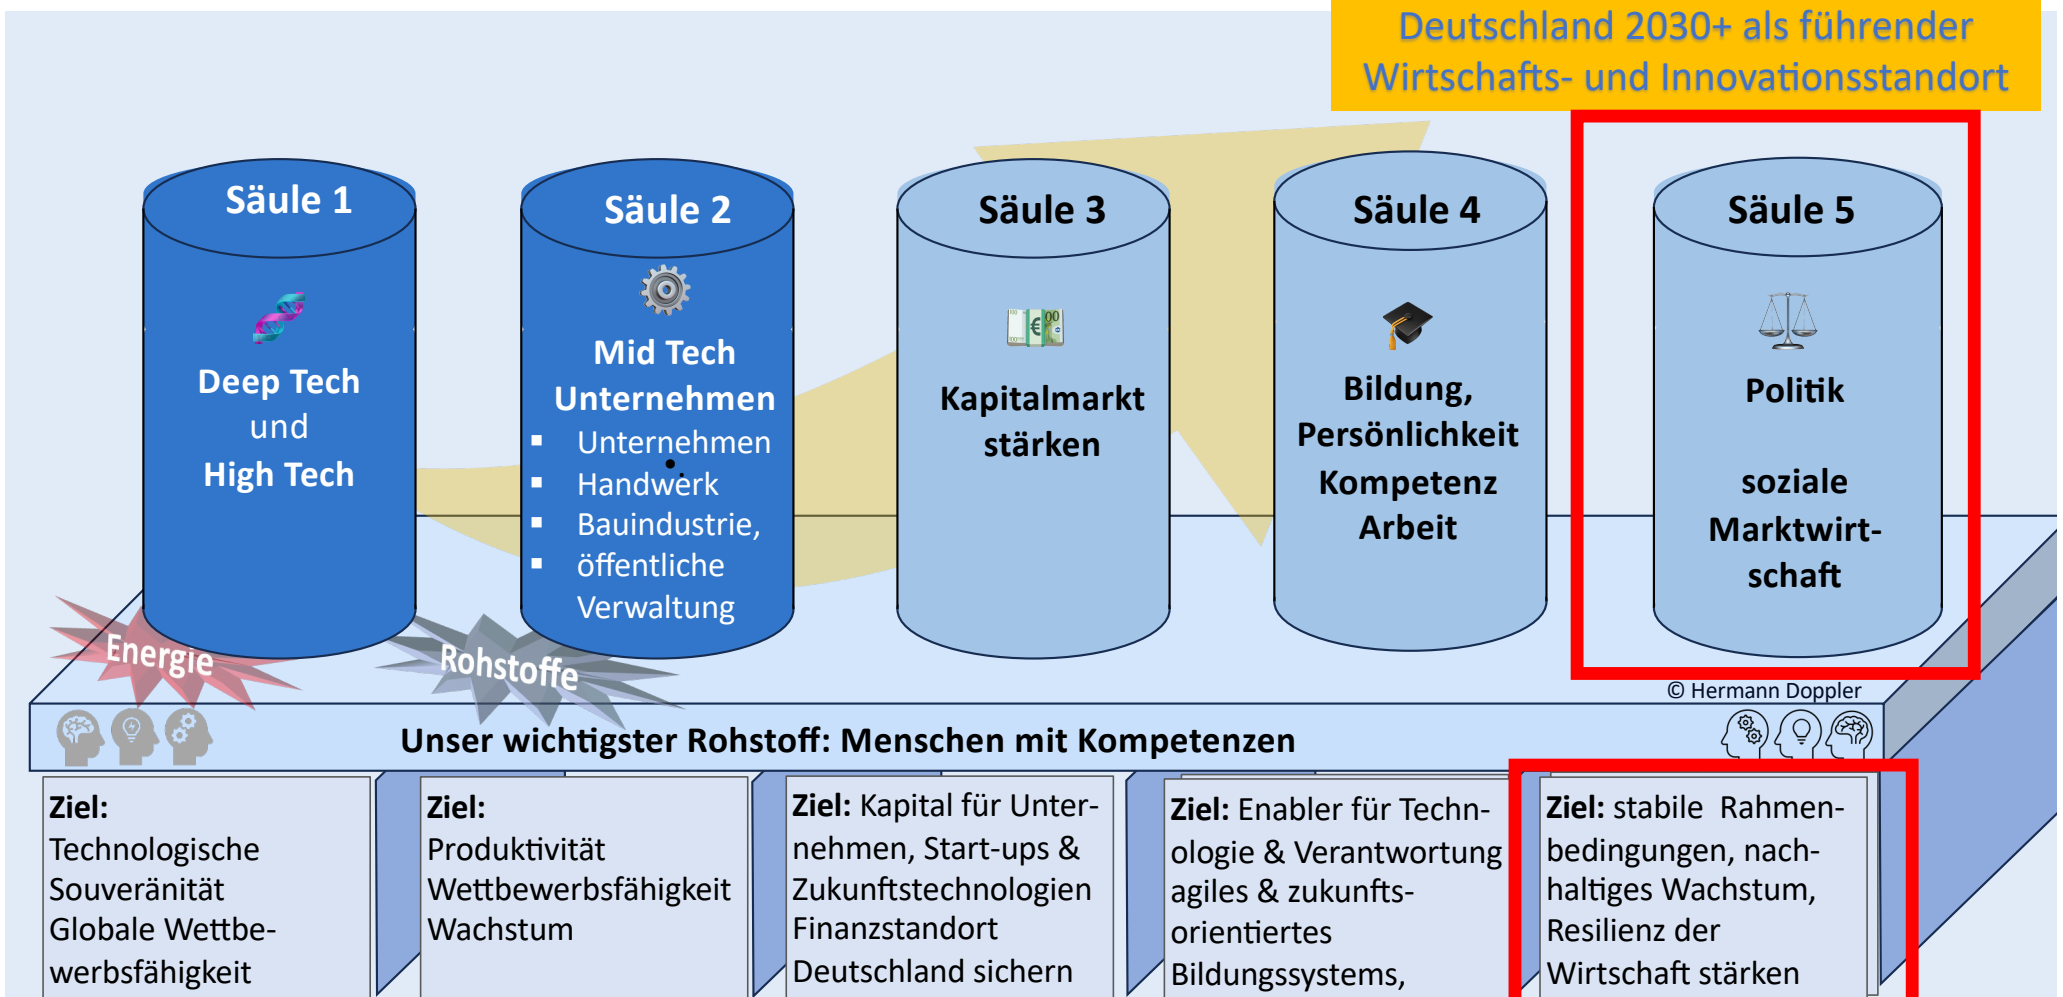 Deutschland 2030+ als führender
Wirtschafts- und Innovationsstandort
Säule 1
Deep Tech
und
High Tech
Säule 2
Mid Tech
Unternehmen
▪ Unternehmen
▪ Handwerk
▪ Bauindustrie,
▪ öffentliche
Verwaltung
Säule 3
Kapitalmarkt
stärken
Säule 4
Bildung,
Persönlichkeit
Kompetenz
Arbeit
Säule 5
Politik
soziale
Marktwirt-
schaft
Energie
Rohstoffe
© Hermann Doppler
Unser wichtigster Rohstoff: Menschen mit Kompetenzen
Ziel:
Technologische
Souveränität
Globale Wettbe-
werbsfähigkeit
Ziel:
Produktivität
Wettbewerbsfähigkeit
Wachstum
Ziel: Kapital für Unter-
nehmen, Start-ups &
Zukunftstechnologien
Finanzstandort
Deutschland sichern
Ziel: Enabler für Techn-
ologie & Verantwortung
agiles & zukunfts-
orientiertes
Bildungssystems,
Ziel: stabile Rahmen-
bedingungen, nach-
haltiges Wachstum,
Resilienz der
Wirtschaft stärken